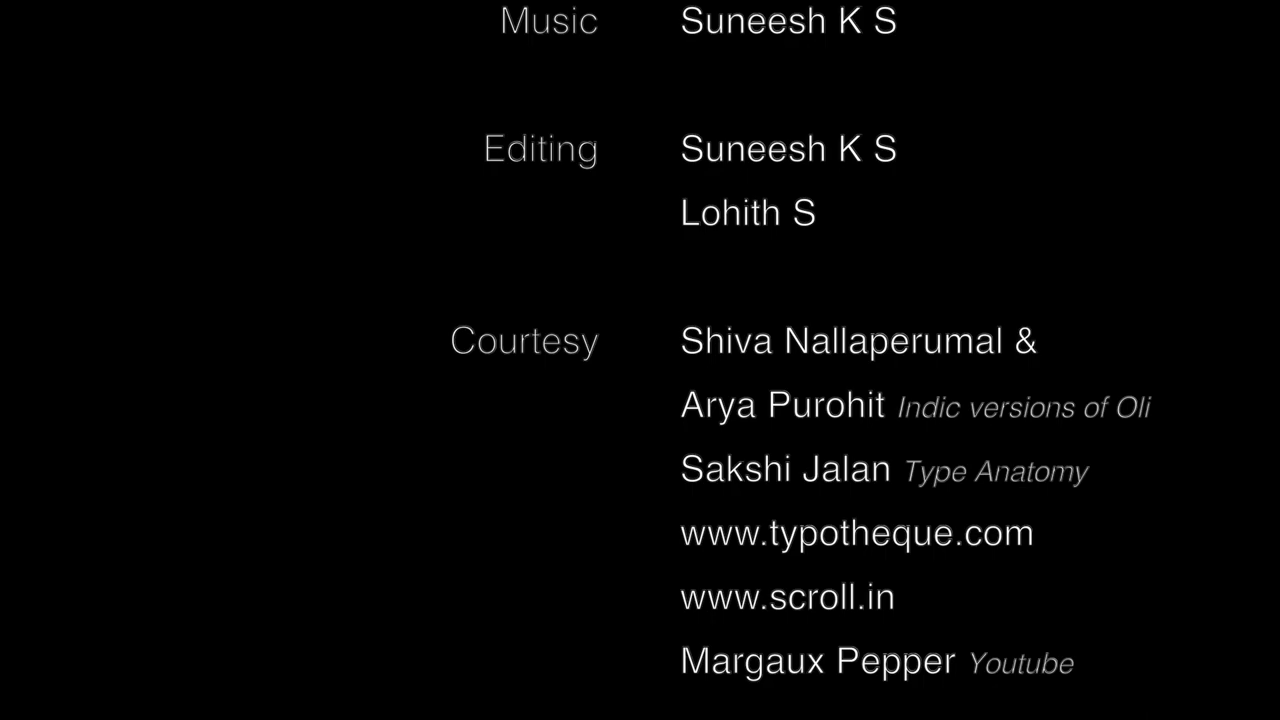 Music Suneesh K S
Editing Suneesh K S
Lohith S
Courtesy Shiva Nallaperumal &
Arya Purohit Indic versions of Oli
Sakshi Jalan Type Anatomy
www.typotheque.com
www.scroll.in
Margaux Pepper Youtube